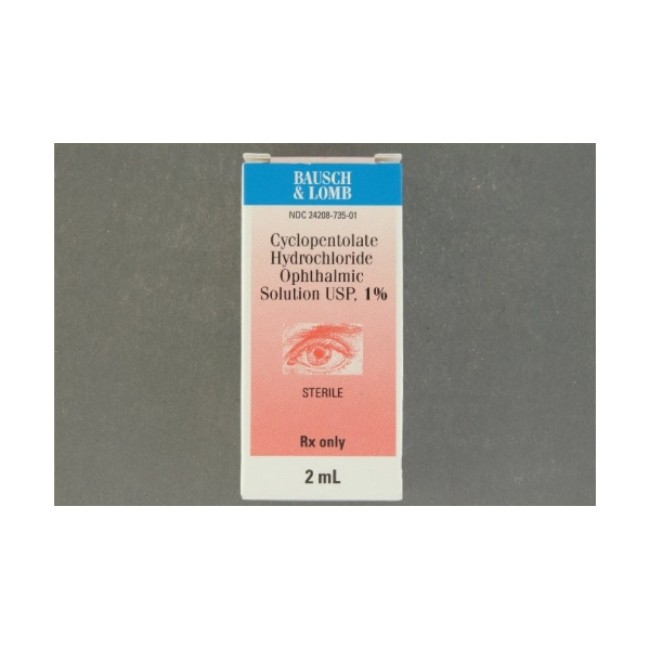 BAUSCH
& LOMB
NDC 24208-735-01
Cyclopentolate
Hydrochloride
Ophthalmic
Solution USP, 1%
STERILE
Rx only
2 mL